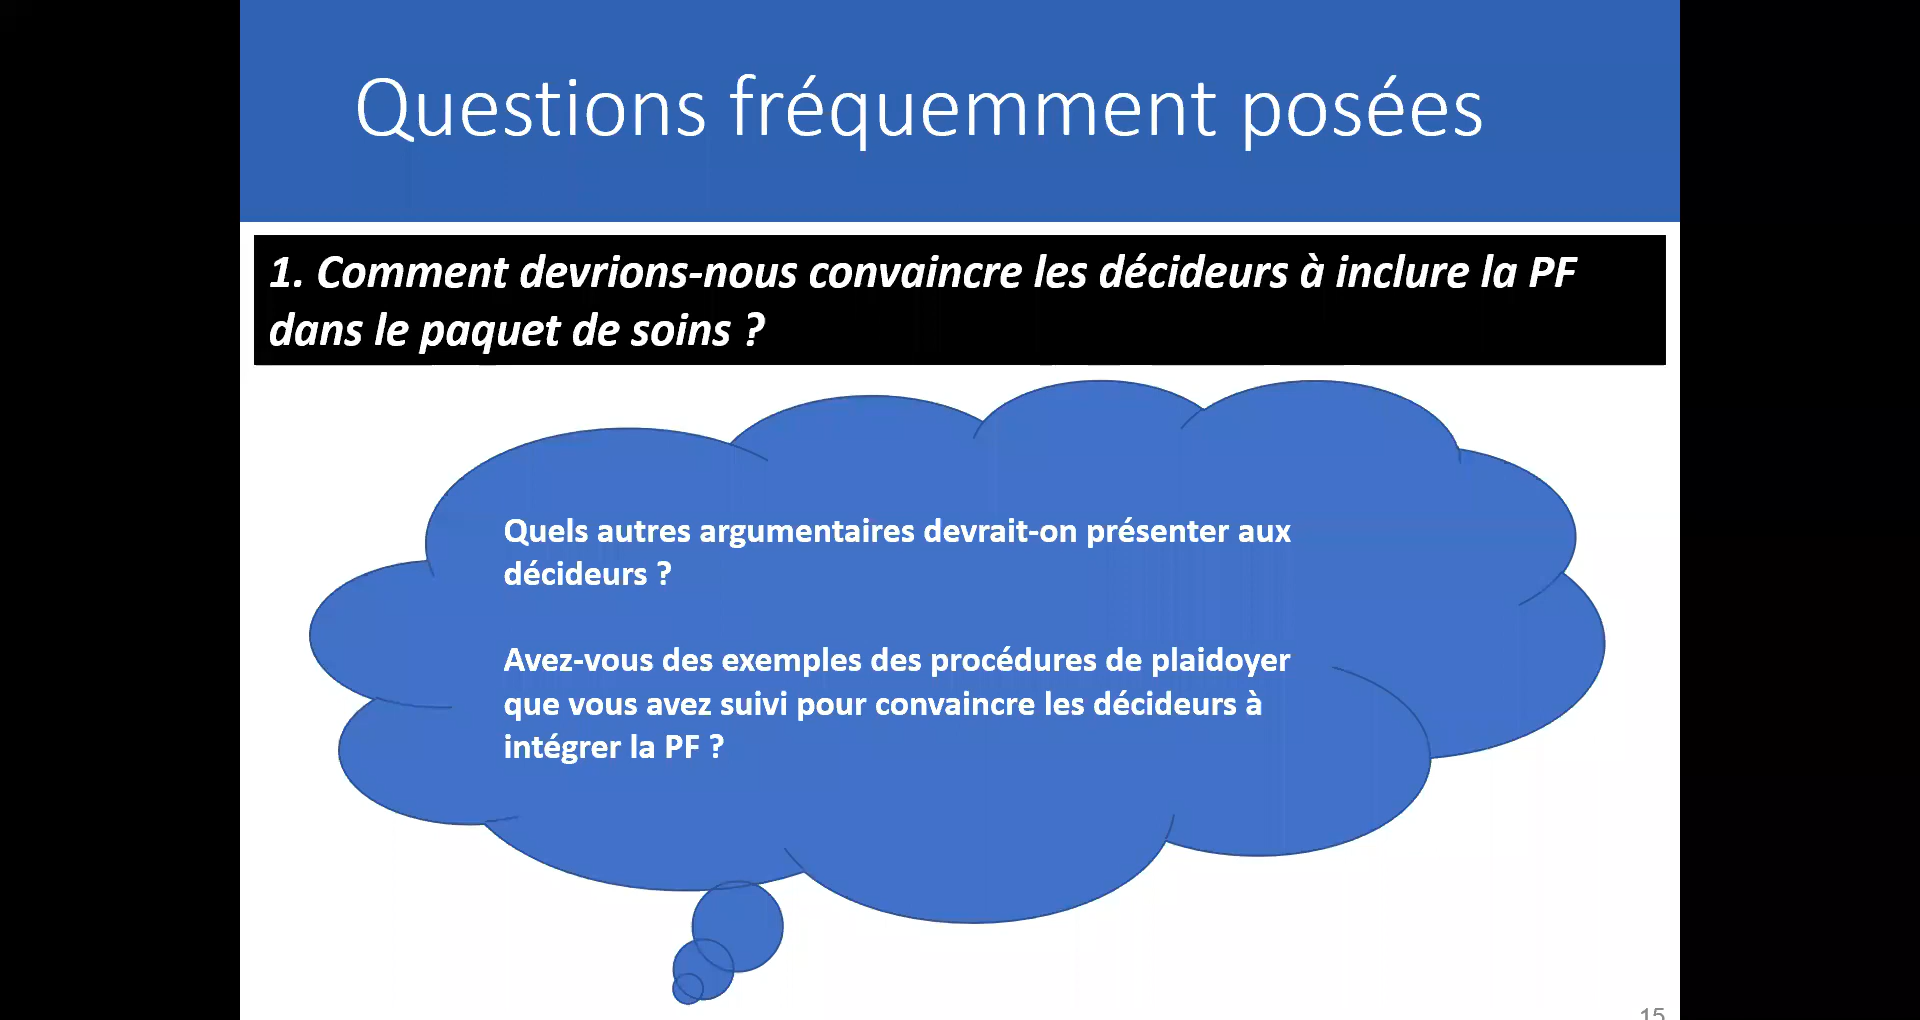 Questions fréquemment posées
1. Comment devrions-nous convaincre les décideurs à inclure la PF
dans le paquet de soins ?
Quels autres argumentaires devrait-on présenter aux
décideurs ?
Avez-vous des exemples des procédures de plaidoyer
que vous avez suivi pour convaincre les décideurs à
intégrer la PF ?
15